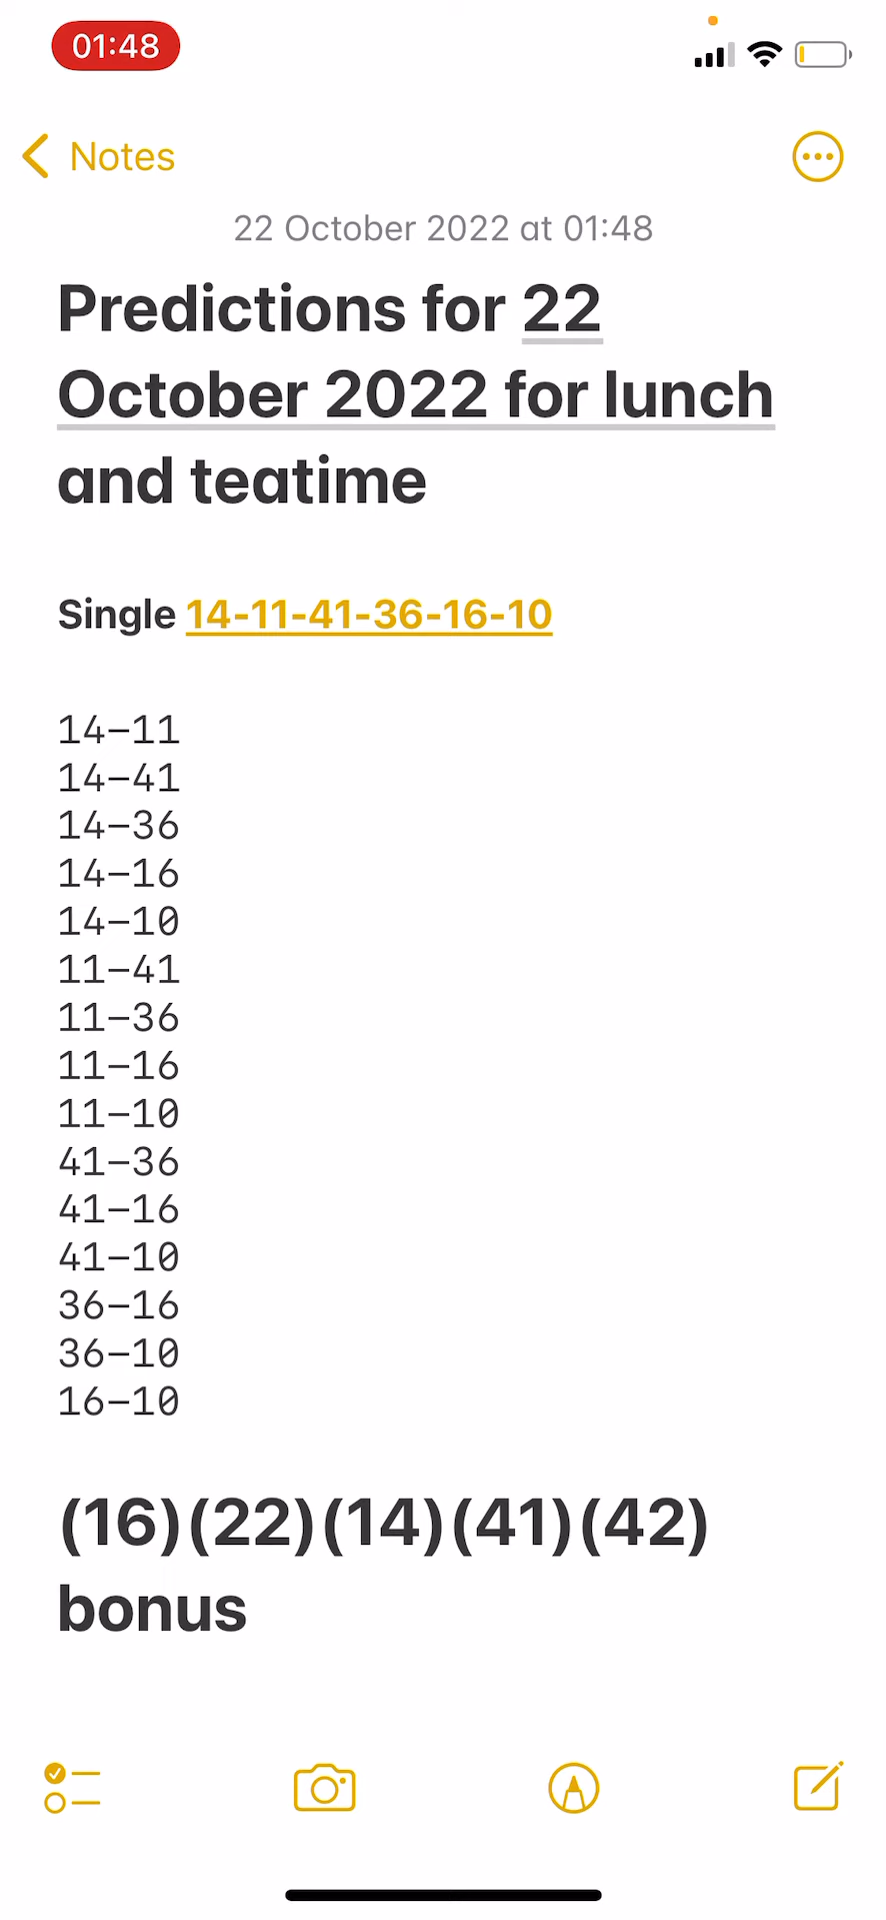 01:48
Notes
22 October 2022 at 01:48
Predictions for 22
October 2022 for lunch
and teatime
Single 14-11-41-36-16-10
14-11
14-41
14-36
14-16
14-10
11-41
11-36
11-16
11-10
41-36
41-16
41-10
36-16
36-10
16-10
(16)(22)(14)(41)(42)
bonus